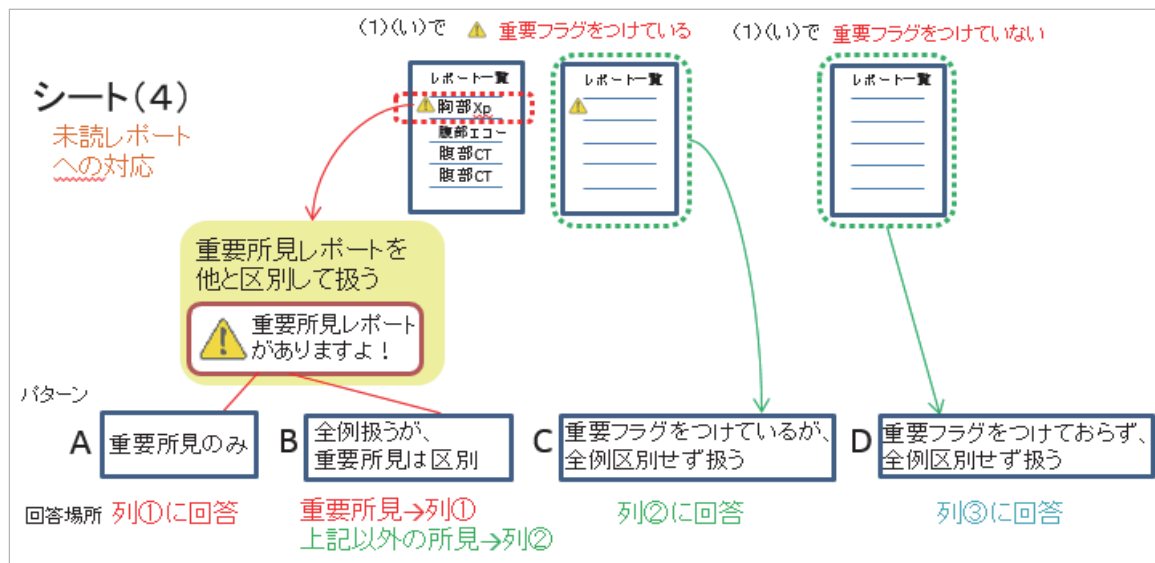 (1)(い)で 重要フラグをつけている
(1)(い)で 重要フラグをつけていない
シート(4)
未読レポート
への対応
レポート一覧
胸部Xp
腹部エコー
腹部CT
腹部CT
レポート一覧
レポート一覧
重要所見レポートを
他と区別して扱う
重要所見レポート
がありますよ！
パターン
A 重要所見のみ
B 全例扱うが、
重要所見は区別
C 重要フラグをつけているが、
全例区別せず扱う
D 重要フラグをつけておらず、
全例区別せず扱う
回答場所 列①に回答
重要所見→列①
上記以外の所見→列②
列②に回答
列③に回答